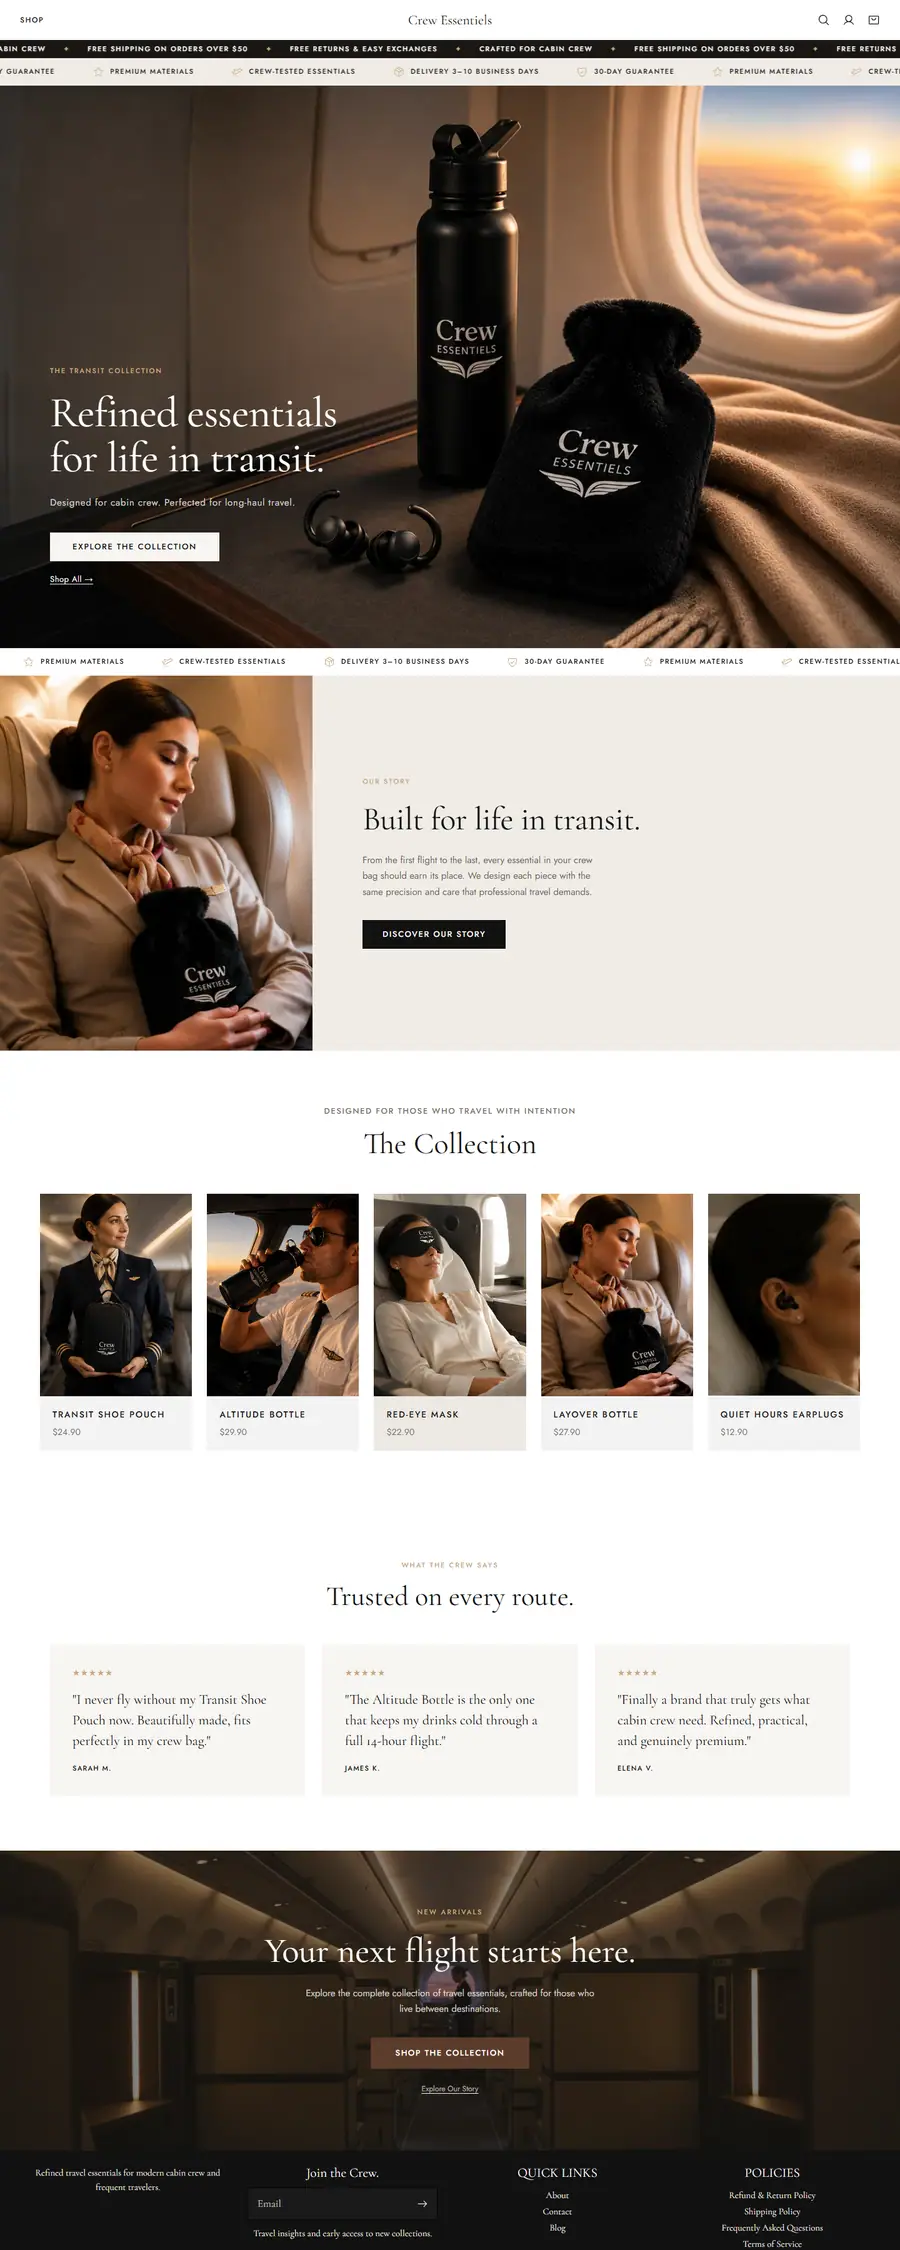 SHOP
Crew Essentiels
CABIN CREW ✦ FREE SHIPPING ON ORDERS OVER $50 ✦ FREE RETURNS & EASY EXCHANGES ✦ CRAFTED FOR CABIN CREW ✦ FREE SHIPPING ON ORDERS OVER $50 ✦ FREE RETURNS
Y GUARANTEE PREMIUM MATERIALS CREW-TESTED ESSENTIALS DELIVERY 3–10 BUSINESS DAYS 30-DAY GUARANTEE PREMIUM MATERIALS CREW-T
Crew
ESSENTIELS
Crew
ESSENTIELS
THE TRANSIT COLLECTION
Refined essentials
for life in transit.
Designed for cabin crew. Perfected for long-haul travel.
EXPLORE THE COLLECTION
Shop All →
PREMIUM MATERIALS CREW-TESTED ESSENTIALS DELIVERY 3–10 BUSINESS DAYS 30-DAY GUARANTEE PREMIUM MATERIALS CREW-TESTED ESSENTIAL
Crew
ESSENTIELS
OUR STORY
Built for life in transit.
From the first flight to the last, every essential in your crew
bag should earn its place. We design each piece with the
same precision and care that professional travel demands.
DISCOVER OUR STORY
DESIGNED FOR THOSE WHO TRAVEL WITH INTENTION
The Collection
Crew
Crew
Crew
Crew
TRANSIT SHOE POUCH
$24.90
ALTITUDE BOTTLE
$29.90
RED-EYE MASK
$22.90
LAYOVER BOTTLE
$27.90
QUIET HOURS EARPLUGS
$12.90
WHAT THE CREW SAYS
Trusted on every route.
★★★★★
"I never fly without my Transit Shoe
Pouch now. Beautifully made, fits
perfectly in my crew bag."
SARAH M.
★★★★★
"The Altitude Bottle is the only one
that keeps my drinks cold through a
full 14-hour flight."
JAMES K.
★★★★★
"Finally a brand that truly gets what
cabin crew need. Refined, practical,
and genuinely premium."
ELENA V.
NEW ARRIVALS
Your next flight starts here.
Explore the complete collection of travel essentials, crafted for those who
live between destinations.
SHOP THE COLLECTION
Explore Our Story
Refined travel essentials for modern cabin crew and
frequent travelers.
Join the Crew.
Email
Travel insights and early access to new collections.
QUICK LINKS
About
Contact
Blog
POLICIES
Refund & Return Policy
Shipping Policy
Frequently Asked Questions
Terms of Service